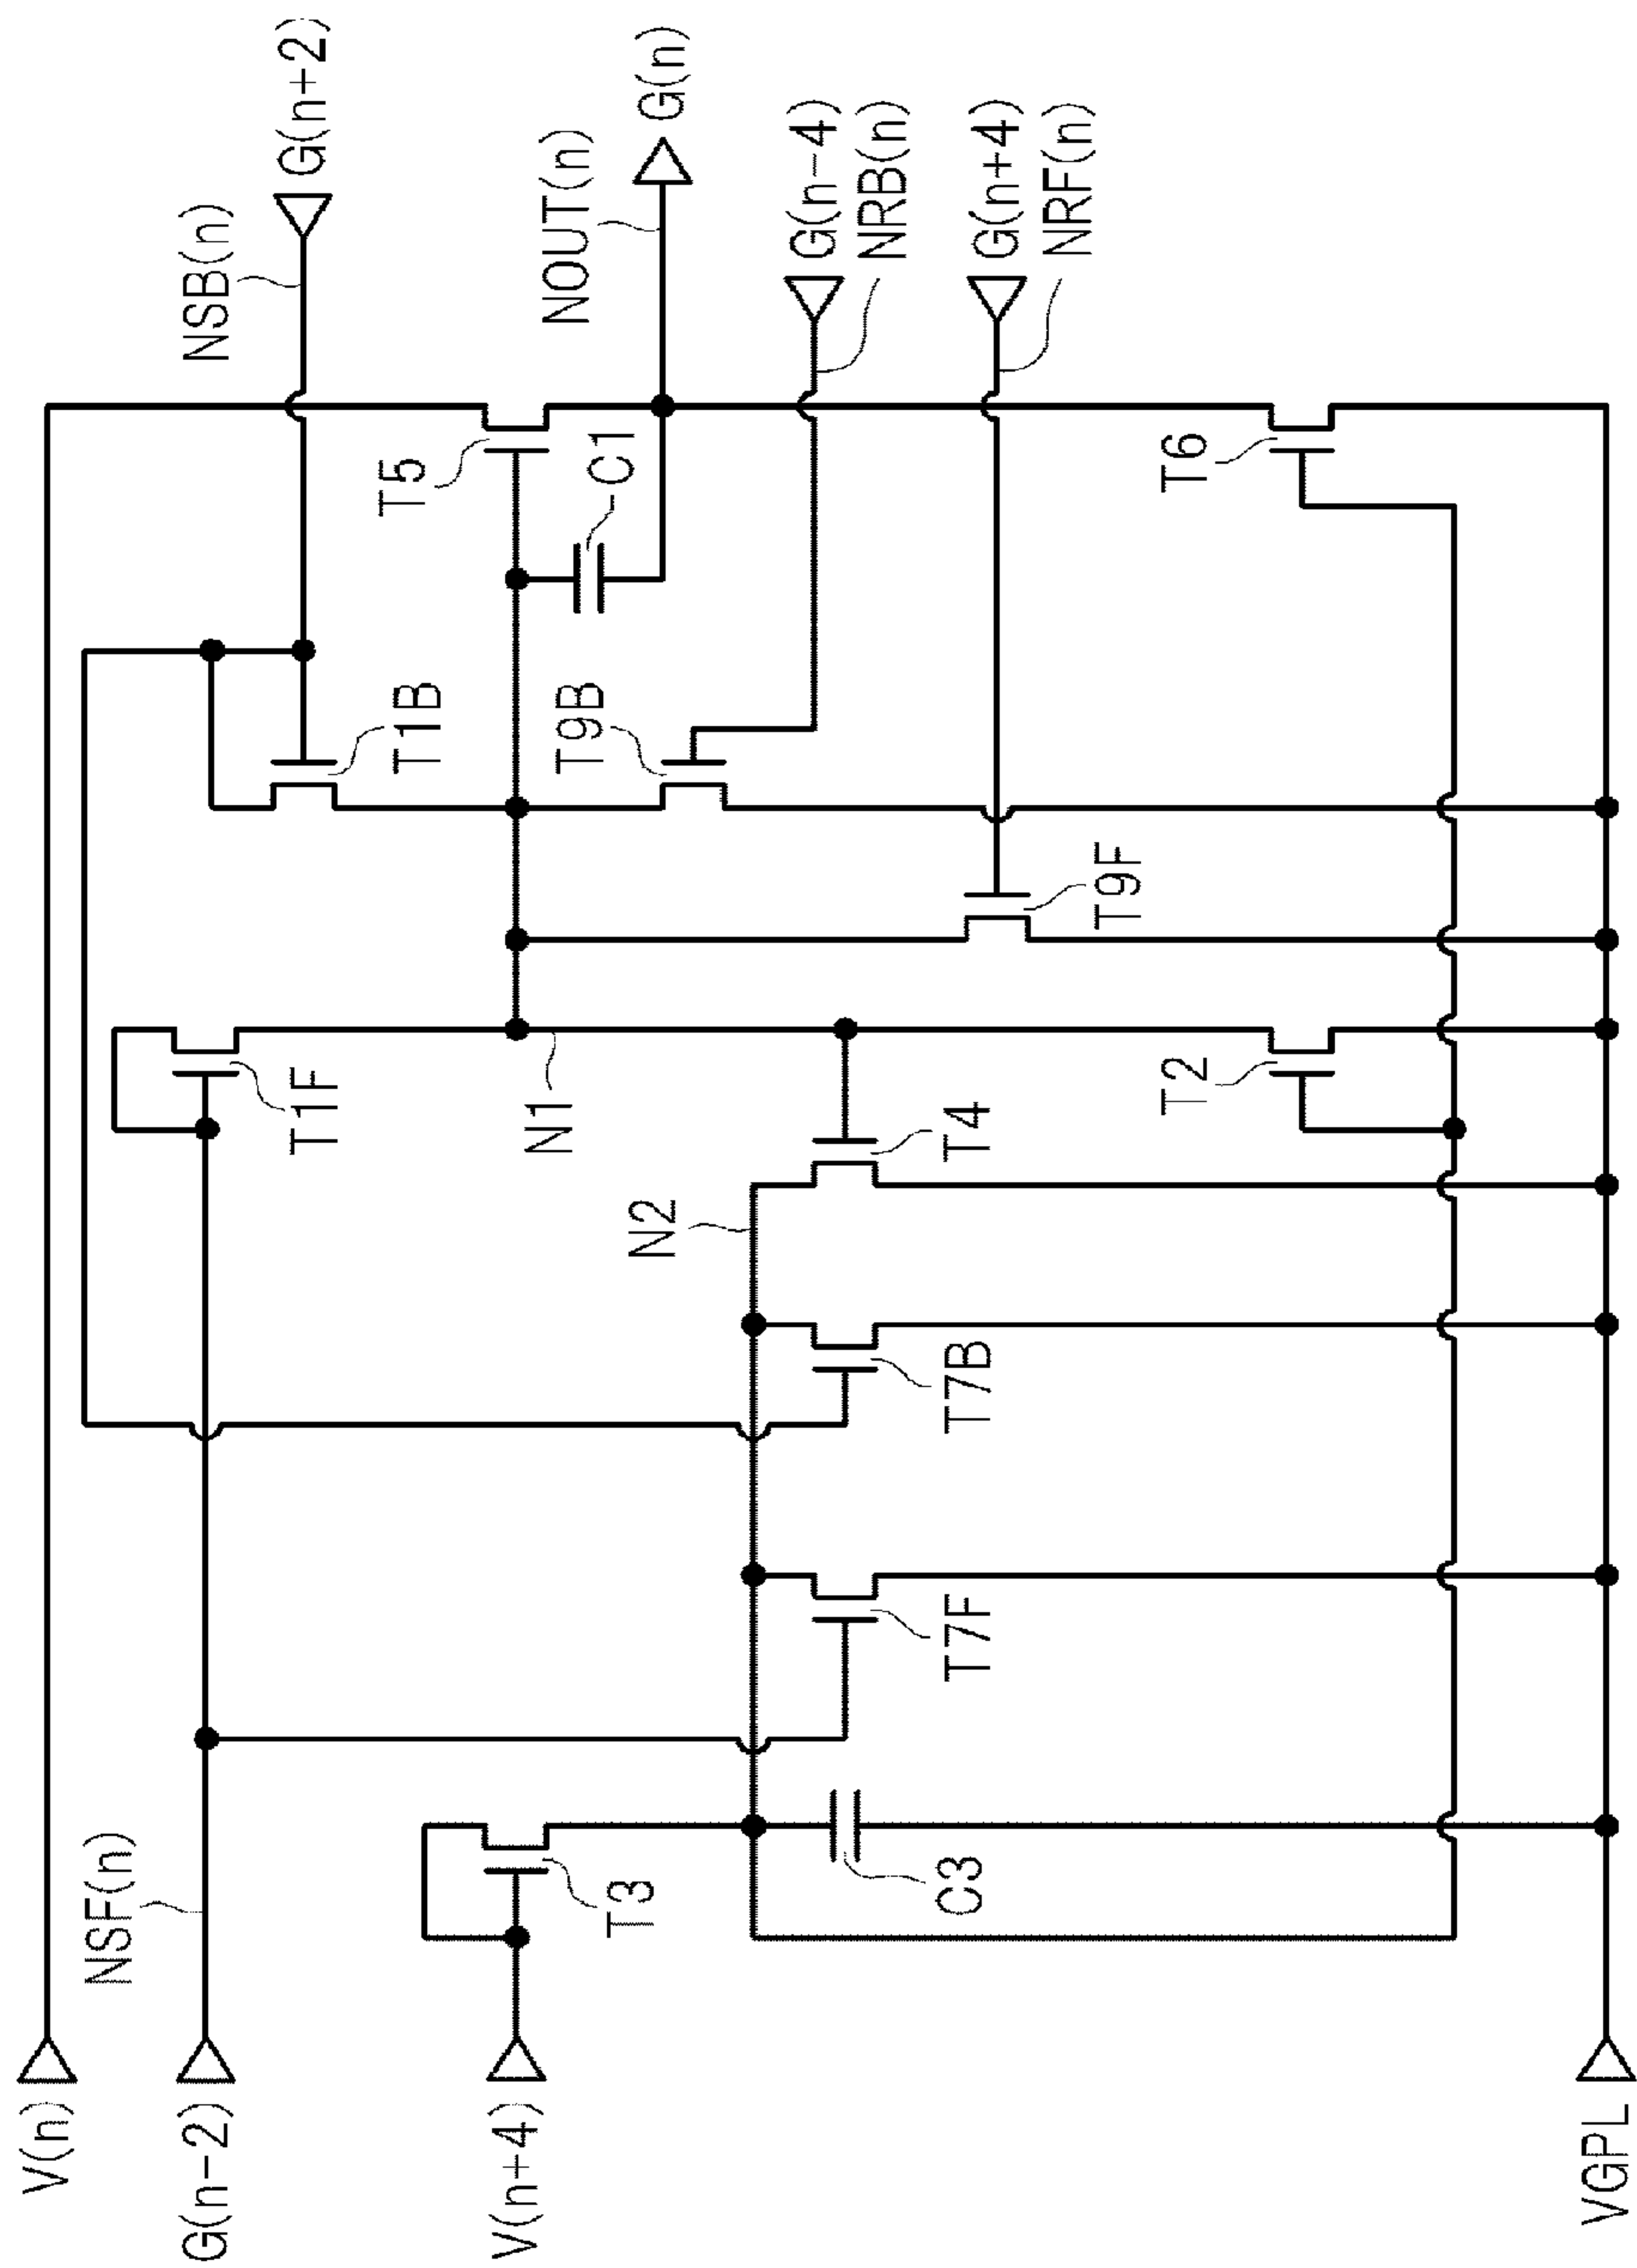 V(n)
G(n-2)
NSF(n)
V(n+4)
VGPL
T3
C3
T7F
T7B
N2
T4
T1F
N1
T2
T9F
T1B
T9B
C1
T5
T6
NSB(n)
G(n+2)
NOUT(n)
G(n)
G(n-4)
NRB(n)
G(n+4)
NRF(n)